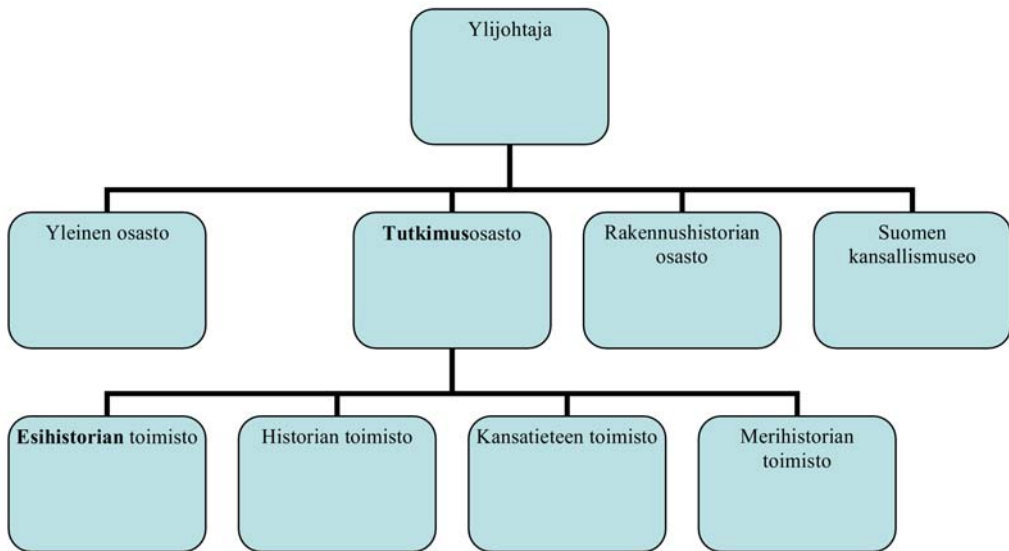 Ylijohtaja
Yleinen osasto
Tutkimusosasto
Rakennushistorian
osasto
Suomen
kansallismuseo
Esihistorian toimisto
Historian toimisto
Kansatieteen toimisto
Merihistorian
toimisto